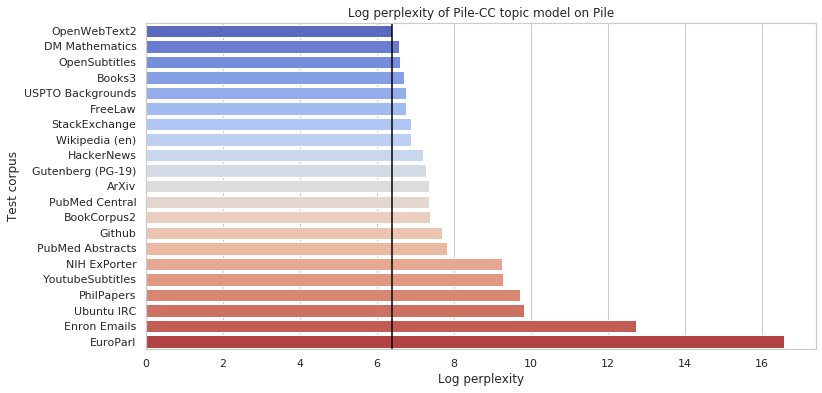 Log perplexity of Pile-CC topic model on Pile
Test corpus
OpenWebText2
DM Mathematics
OpenSubtitles
Books3
USPTO Backgrounds
FreeLaw
StackExchange
Wikipedia (en)
HackerNews
Gutenberg (PG-19)
ArXiv
PubMed Central
BookCorpus2
Github
PubMed Abstracts
NIH ExPorter
YoutubeSubtitles
PhilPapers
Ubuntu IRC
Enron Emails
EuroParl
0 2 4 6 8 10 12 14 16
Log perplexity